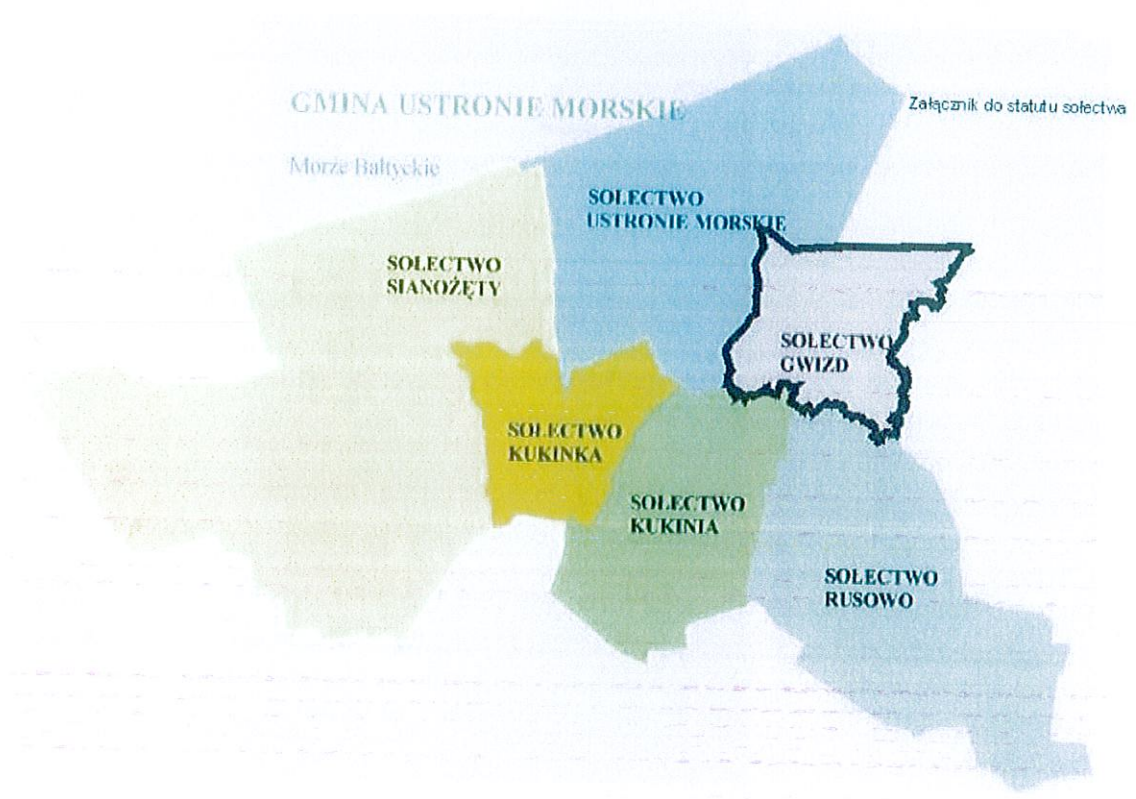 GMINA USTRONIE MORSKIE
Załącznik do statutu sołectwa
Morze Bałtyckie
SOŁECTWO
USTRONIE MORSKIE
SOŁECTWO
SIANOŻĘTY
SOŁECTWO
GWIZD
SOŁECTWO
KUKINKA
SOŁECTWO
KUKINIA
SOŁECTWO
RUSOWO